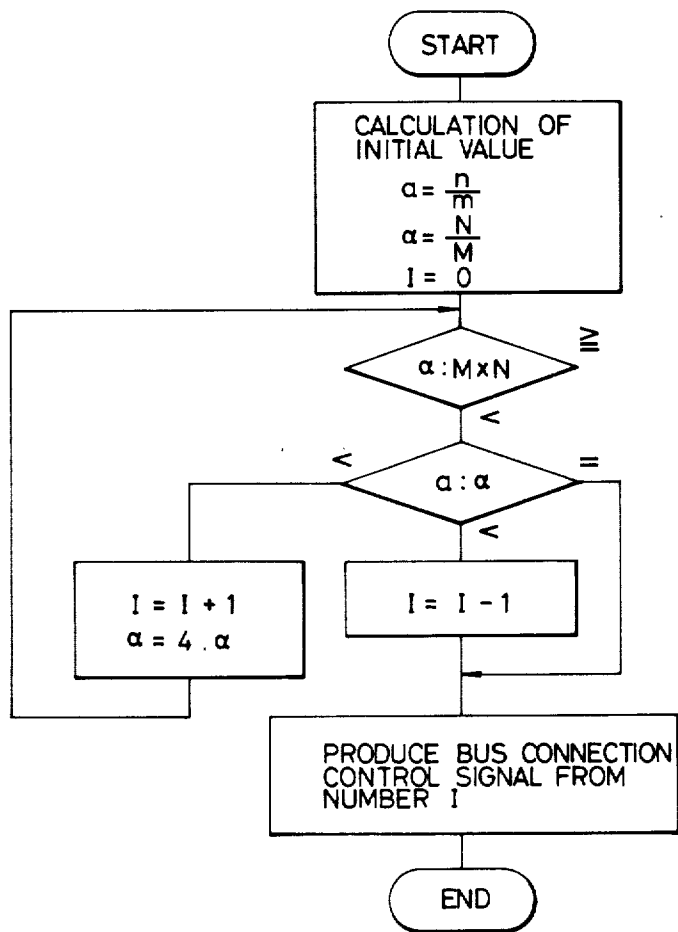 START
CALCULATION OF
INITIAL VALUE
a = n/m
α = N/M
I = 0
α : M×N
≧
<
<
a : α
=
<
I = I + 1
α = 4 . α
I = I - 1
PRODUCE BUS CONNECTION
CONTROL SIGNAL FROM
NUMBER I
END